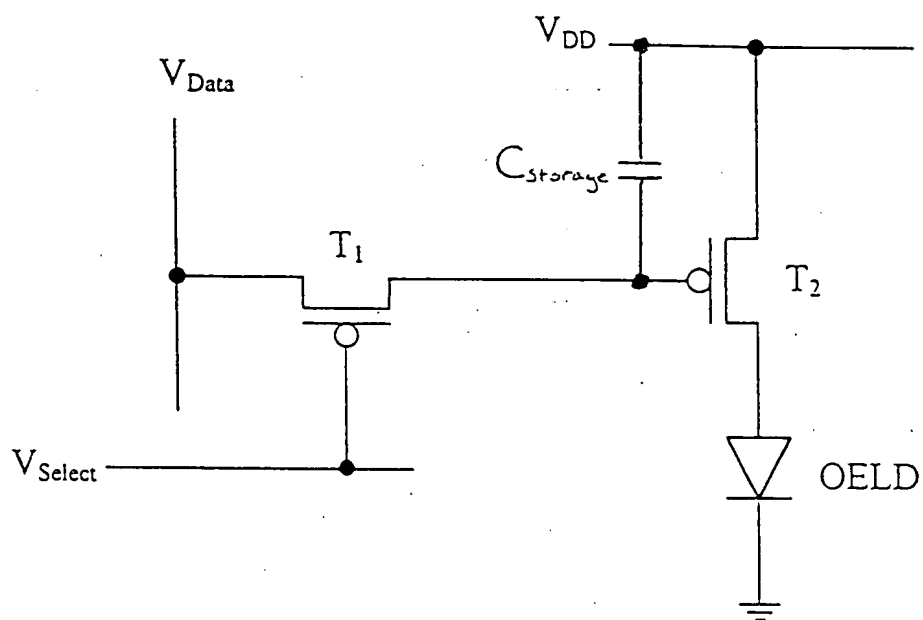 V_DD
V_Data
C_storage
T_1
T_2
V_Select
OELD